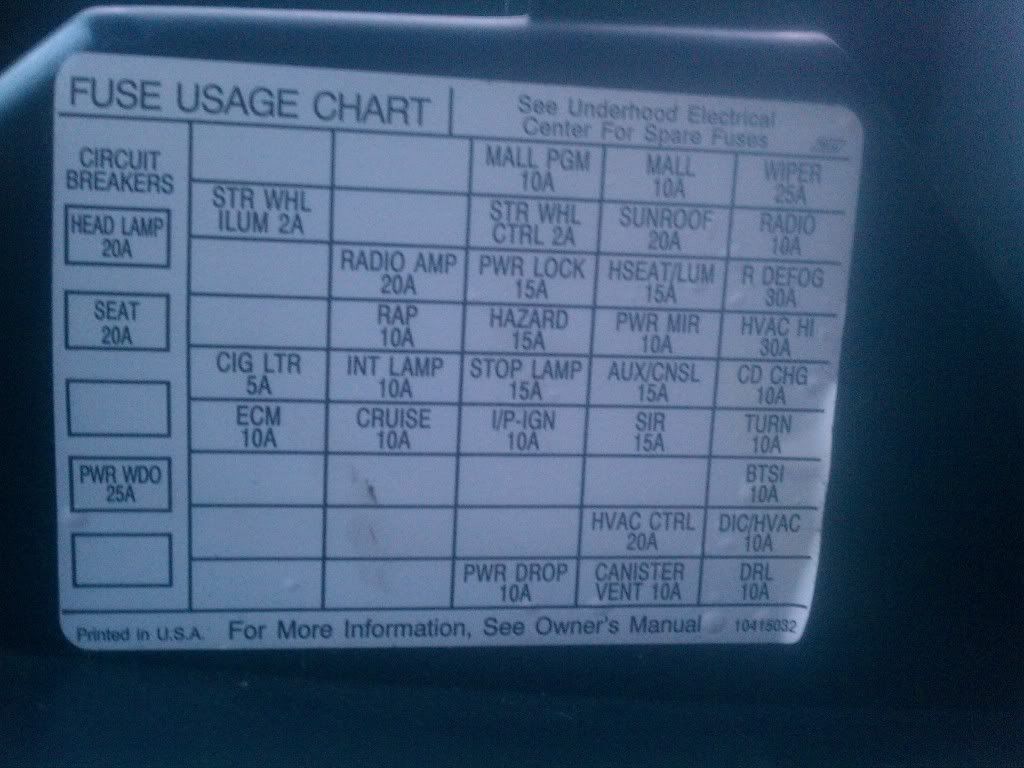 FUSE USAGE CHART
See Underhood Electrical
Center For Spare Fuses
CIRCUIT
BREAKERS
HEAD LAMP
20A
SEAT
20A
PWR WDO
25A
MALL PGM
10A
MALL
10A
WIPER
25A
STR WHL
ILUM 2A
STR WHL
CTRL 2A
SUNROOF
20A
RADIO
10A
RADIO AMP
20A
PWR LOCK
15A
HSEAT/LUM
15A
R DEFOG
30A
RAP
10A
HAZARD
15A
PWR MIR
10A
HVAC HI
30A
CIG LTR
5A
INT LAMP
10A
STOP LAMP
15A
AUX/CNSL
15A
CD CHG
10A
ECM
10A
CRUISE
10A
I/P-IGN
10A
SIR
15A
TURN
10A
BTSI
10A
HVAC CTRL
20A
DIC/HVAC
10A
PWR DROP
10A
CANISTER
VENT 10A
DRL
10A
Printed in U.S.A. For More Information, See Owner's Manual 10415032